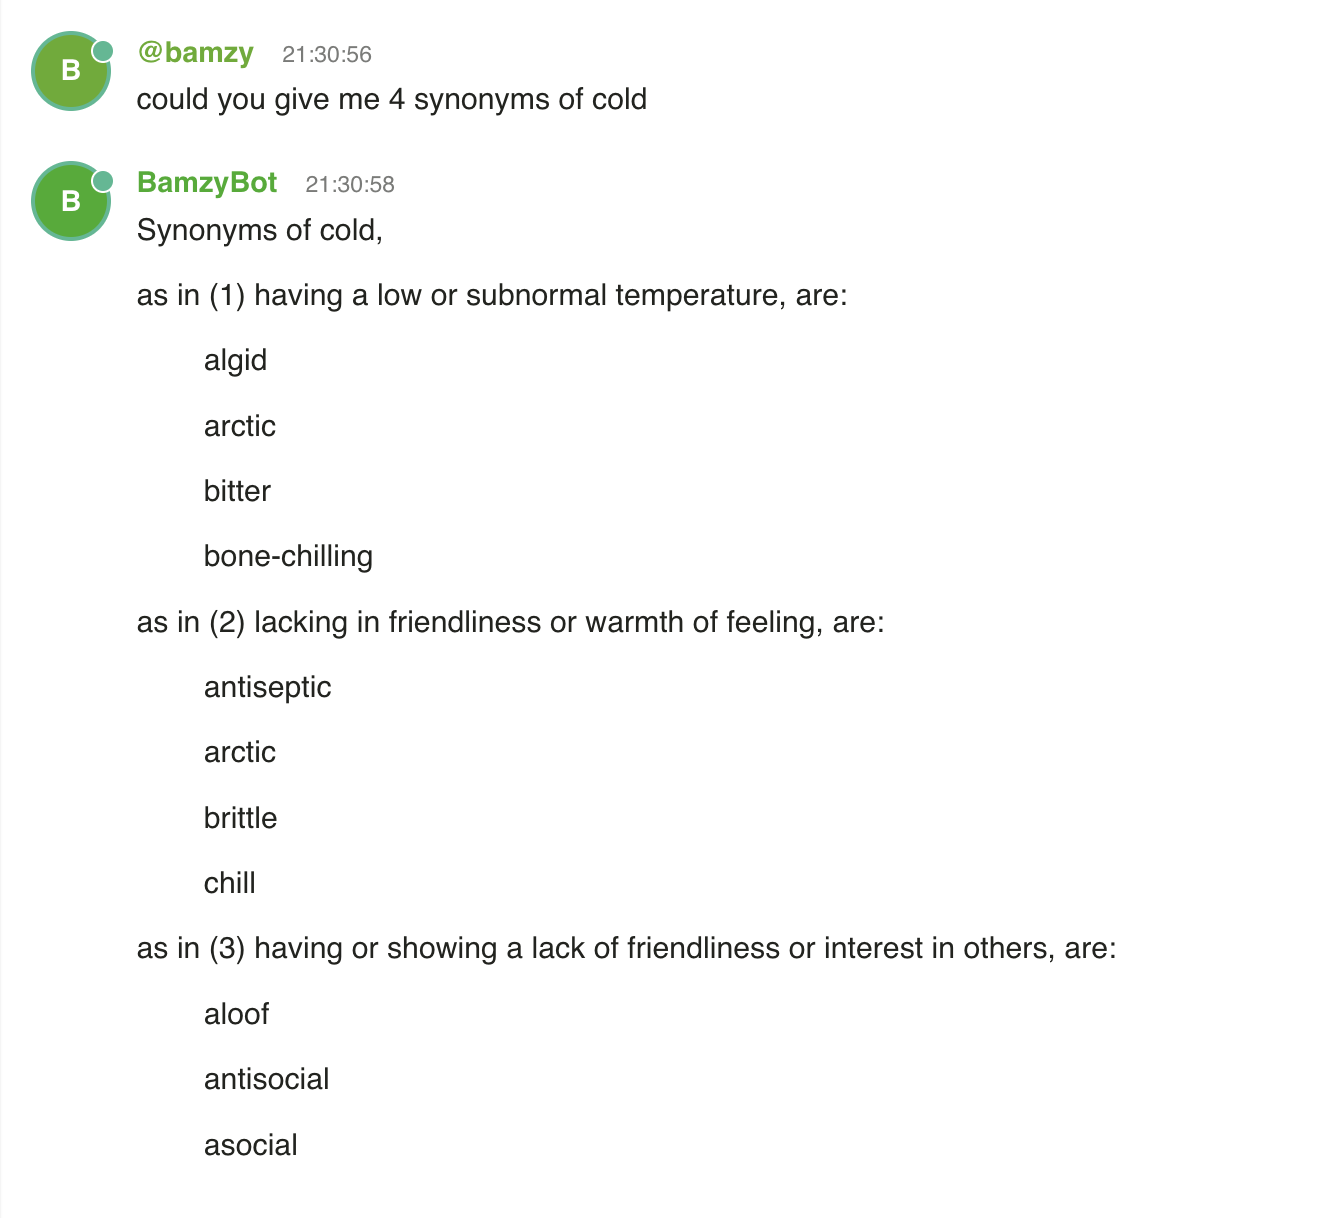 B
@bamzy 21:30:56
could you give me 4 synonyms of cold
B
BamzyBot 21:30:58
Synonyms of cold,
as in (1) having a low or subnormal temperature, are:
algid
arctic
bitter
bone-chilling
as in (2) lacking in friendliness or warmth of feeling, are:
antiseptic
arctic
brittle
chill
as in (3) having or showing a lack of friendliness or interest in others, are:
aloof
antisocial
asocial